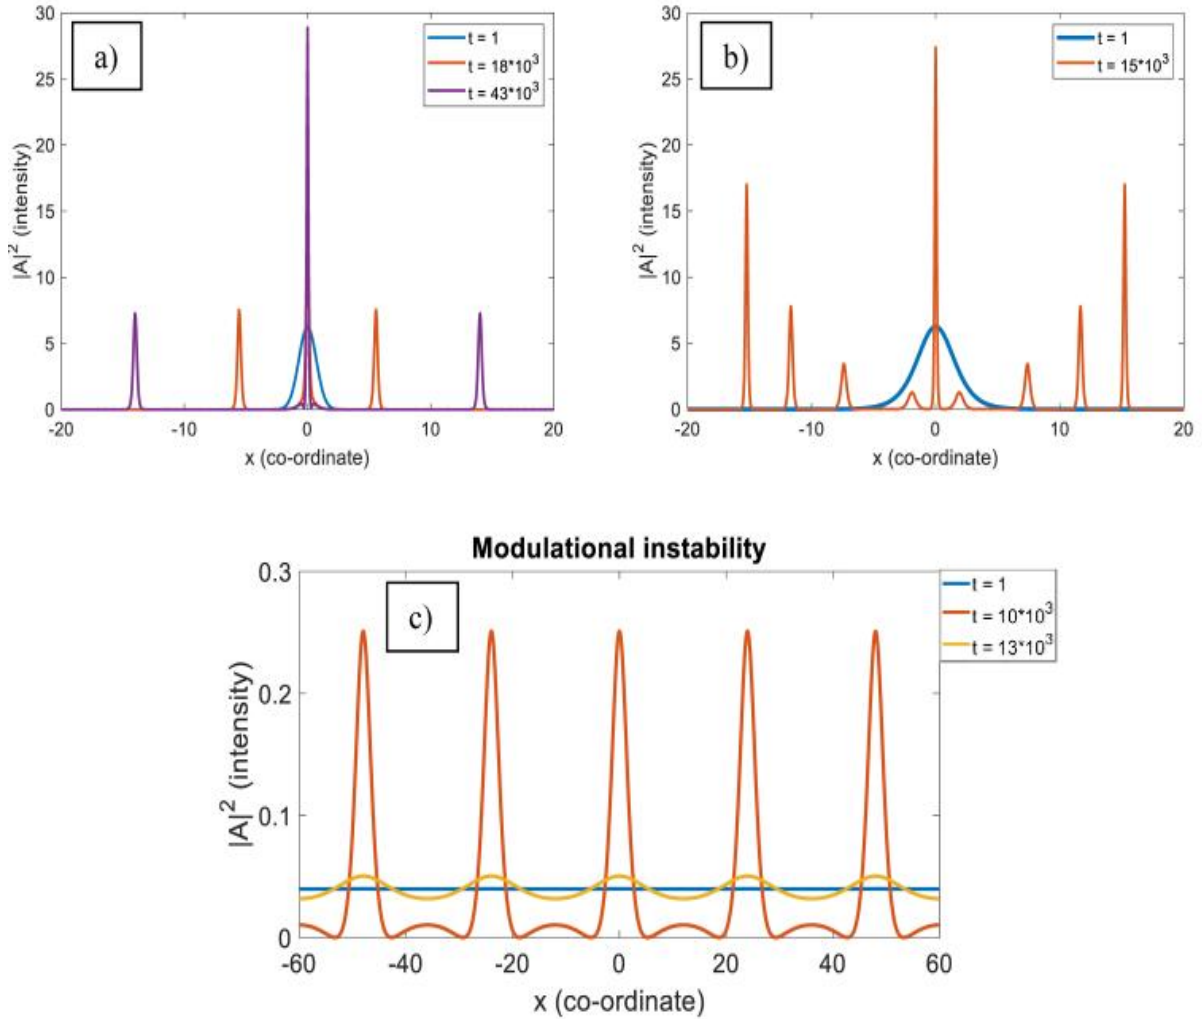 a)
t = 1
t = 18*10^3
t = 43*10^3
30
25
20
15
10
5
0
|A|^2 (intensity)
-20 -10 0 10 20
x (co-ordinate)
b)
t = 1
t = 15*10^3
30
25
20
15
10
5
0
|A|^2 (intensity)
-20 -10 0 10 20
x (co-ordinate)
Modulational instability
c)
t = 1
t = 10*10^3
t = 13*10^3
0.3
0.2
0.1
0
|A|^2 (intensity)
-60 -40 -20 0 20 40 60
x (co-ordinate)